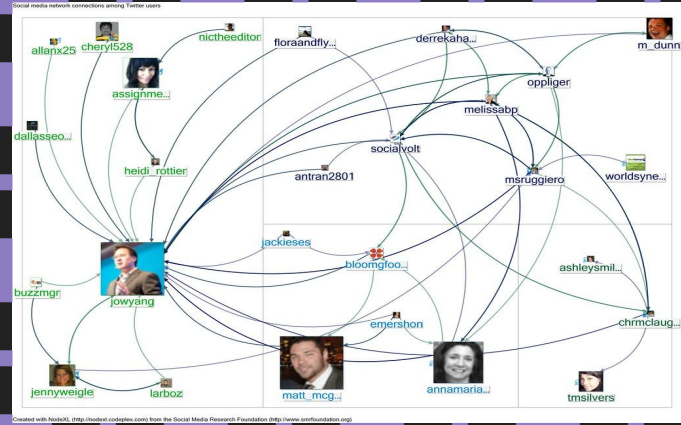 Social media network connections among Twitter users
allanx25
cheryl528
nictheeditor
floraandfly...
derrekaha...
m_dunn
assignme...
oppliger
melissabp
dallasseo...
heidi_rottier
socialvolt
antran2801
msruggiero
worldsyne...
jackieses
bloomgfoo...
ashleysmil...
buzzmgr
jowyang
emershon
chrmclaug...
jennyweigle
larboz
matt_mcg...
annamaria...
tmsilvers
Created with NodeXL (http://nodexl.codeplex.com) from the Social Media Research Foundation (http://www.smrfoundation.org)